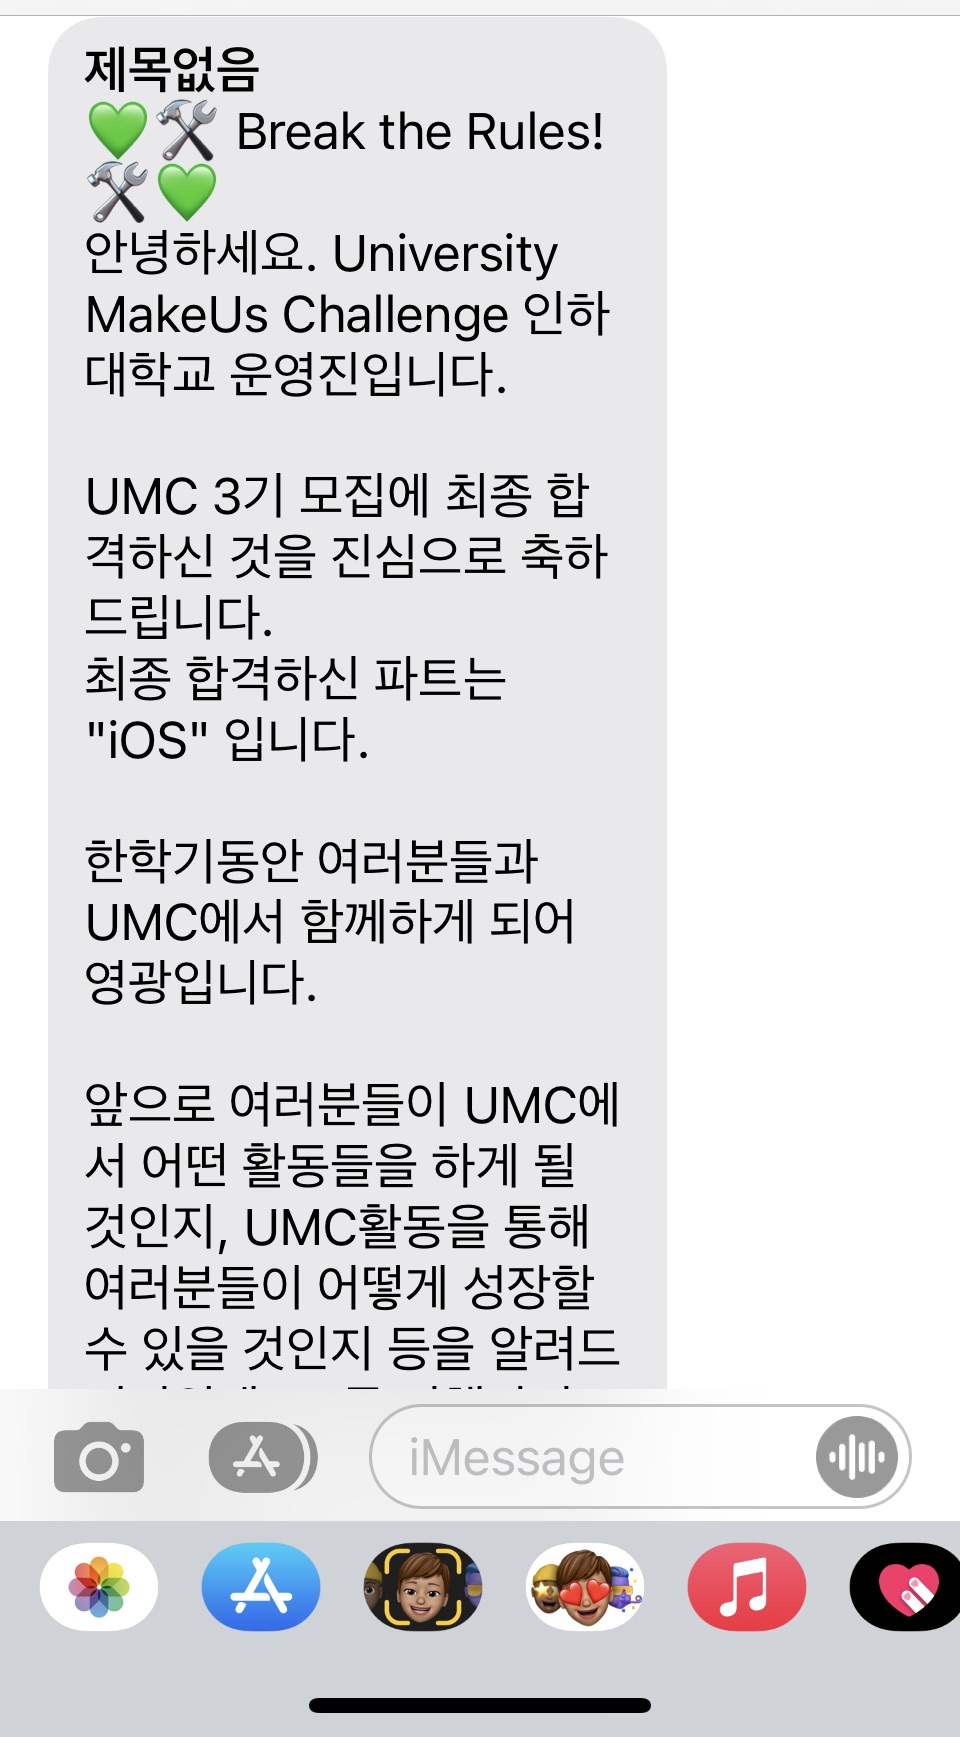 제목없음
💚🛠 Break the Rules!
🛠💚
안녕하세요. University
MakeUs Challenge 인하
대학교 운영진입니다.
UMC 3기 모집에 최종 합
격하신 것을 진심으로 축하
드립니다.
최종 합격하신 파트는
"iOS" 입니다.
한학기동안 여러분들과
UMC에서 함께하게 되어
영광입니다.
앞으로 여러분들이 UMC에
서 어떤 활동들을 하게 될
것인지, UMC활동을 통해
여러분들이 어떻게 성장할
수 있을 것인지 등을 알려드
iMessage